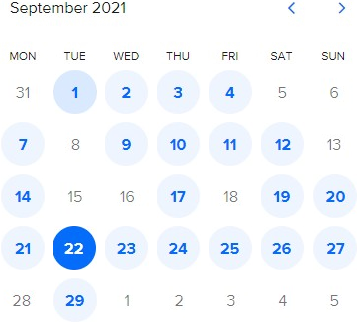 September 2021
MON TUE WED THU FRI SAT SUN
31 1 2 3 4 5 6
7 8 9 10 11 12 13
14 15 16 17 18 19 20
21 22 23 24 25 26 27
28 29 1 2 3 4 5